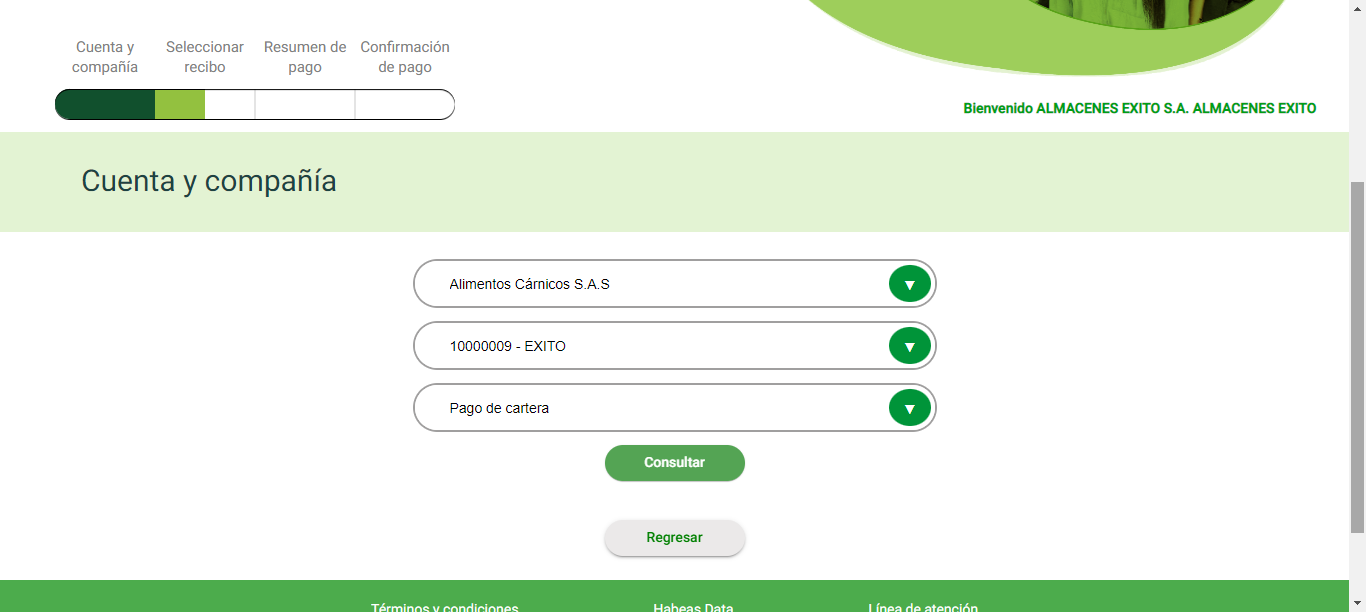 Cuenta y compañía
Seleccionar recibo
Resumen de pago
Confirmación de pago
Bienvenido ALMACENES EXITO S.A. ALMACENES EXITO
Cuenta y compañía
Alimentos Cárnicos S.A.S
▼
10000009 - EXITO
▼
Pago de cartera
▼
Consultar
Regresar
Términos y condiciones
Habeas Data
Línea de atención